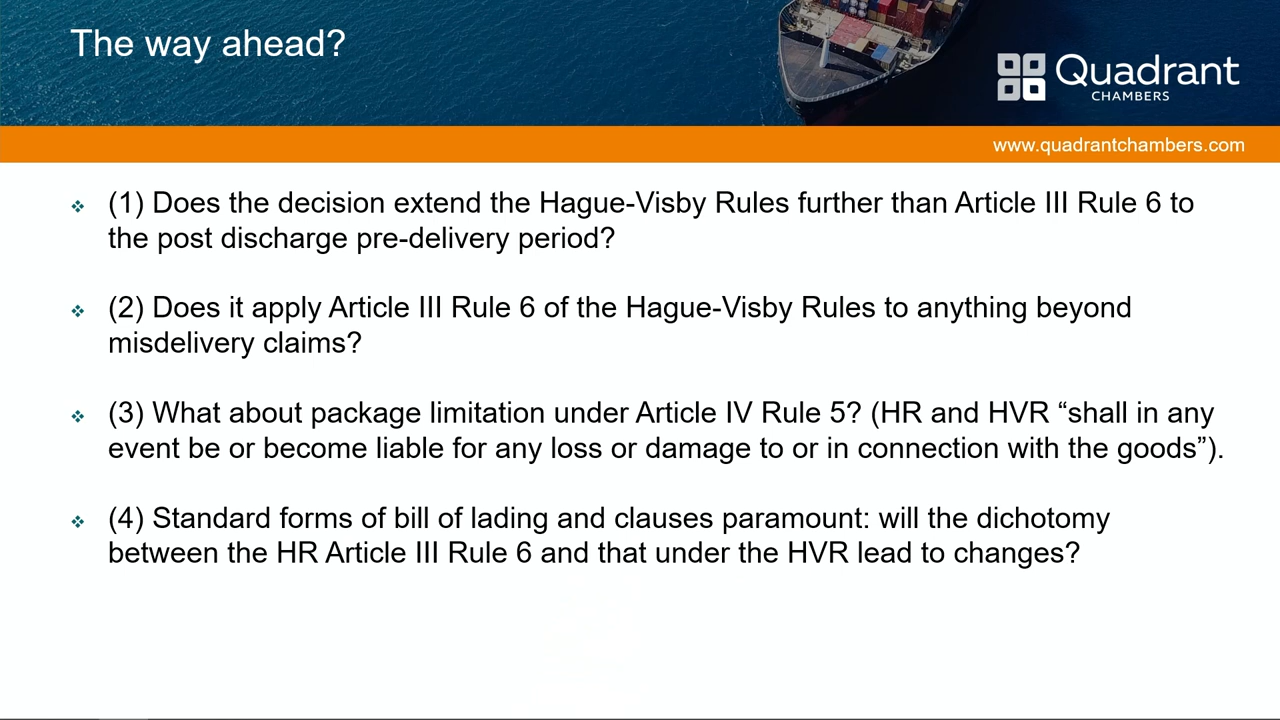 The way ahead?
Quadrant
CHAMBERS
www.quadrantchambers.com
(1) Does the decision extend the Hague-Visby Rules further than Article III Rule 6 to
the post discharge pre-delivery period?
(2) Does it apply Article III Rule 6 of the Hague-Visby Rules to anything beyond
misdelivery claims?
(3) What about package limitation under Article IV Rule 5? (HR and HVR “shall in any
event be or become liable for any loss or damage to or in connection with the goods”).
(4) Standard forms of bill of lading and clauses paramount: will the dichotomy
between the HR Article III Rule 6 and that under the HVR lead to changes?